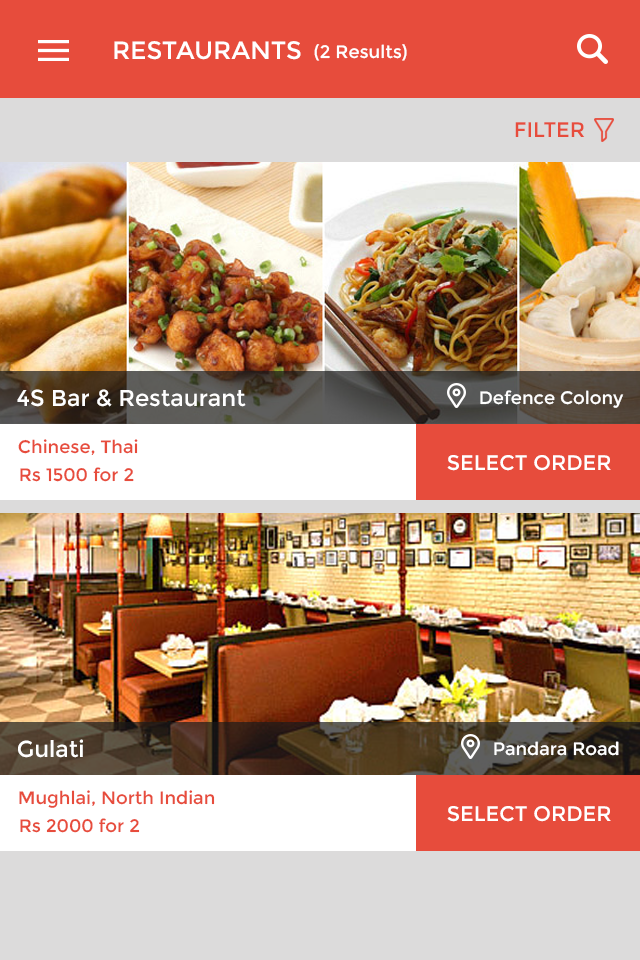 RESTAURANTS (2 Results)
FILTER
4S Bar & Restaurant
Defence Colony
Chinese, Thai
Rs 1500 for 2
SELECT ORDER
Gulati
Pandara Road
Mughlai, North Indian
Rs 2000 for 2
SELECT ORDER